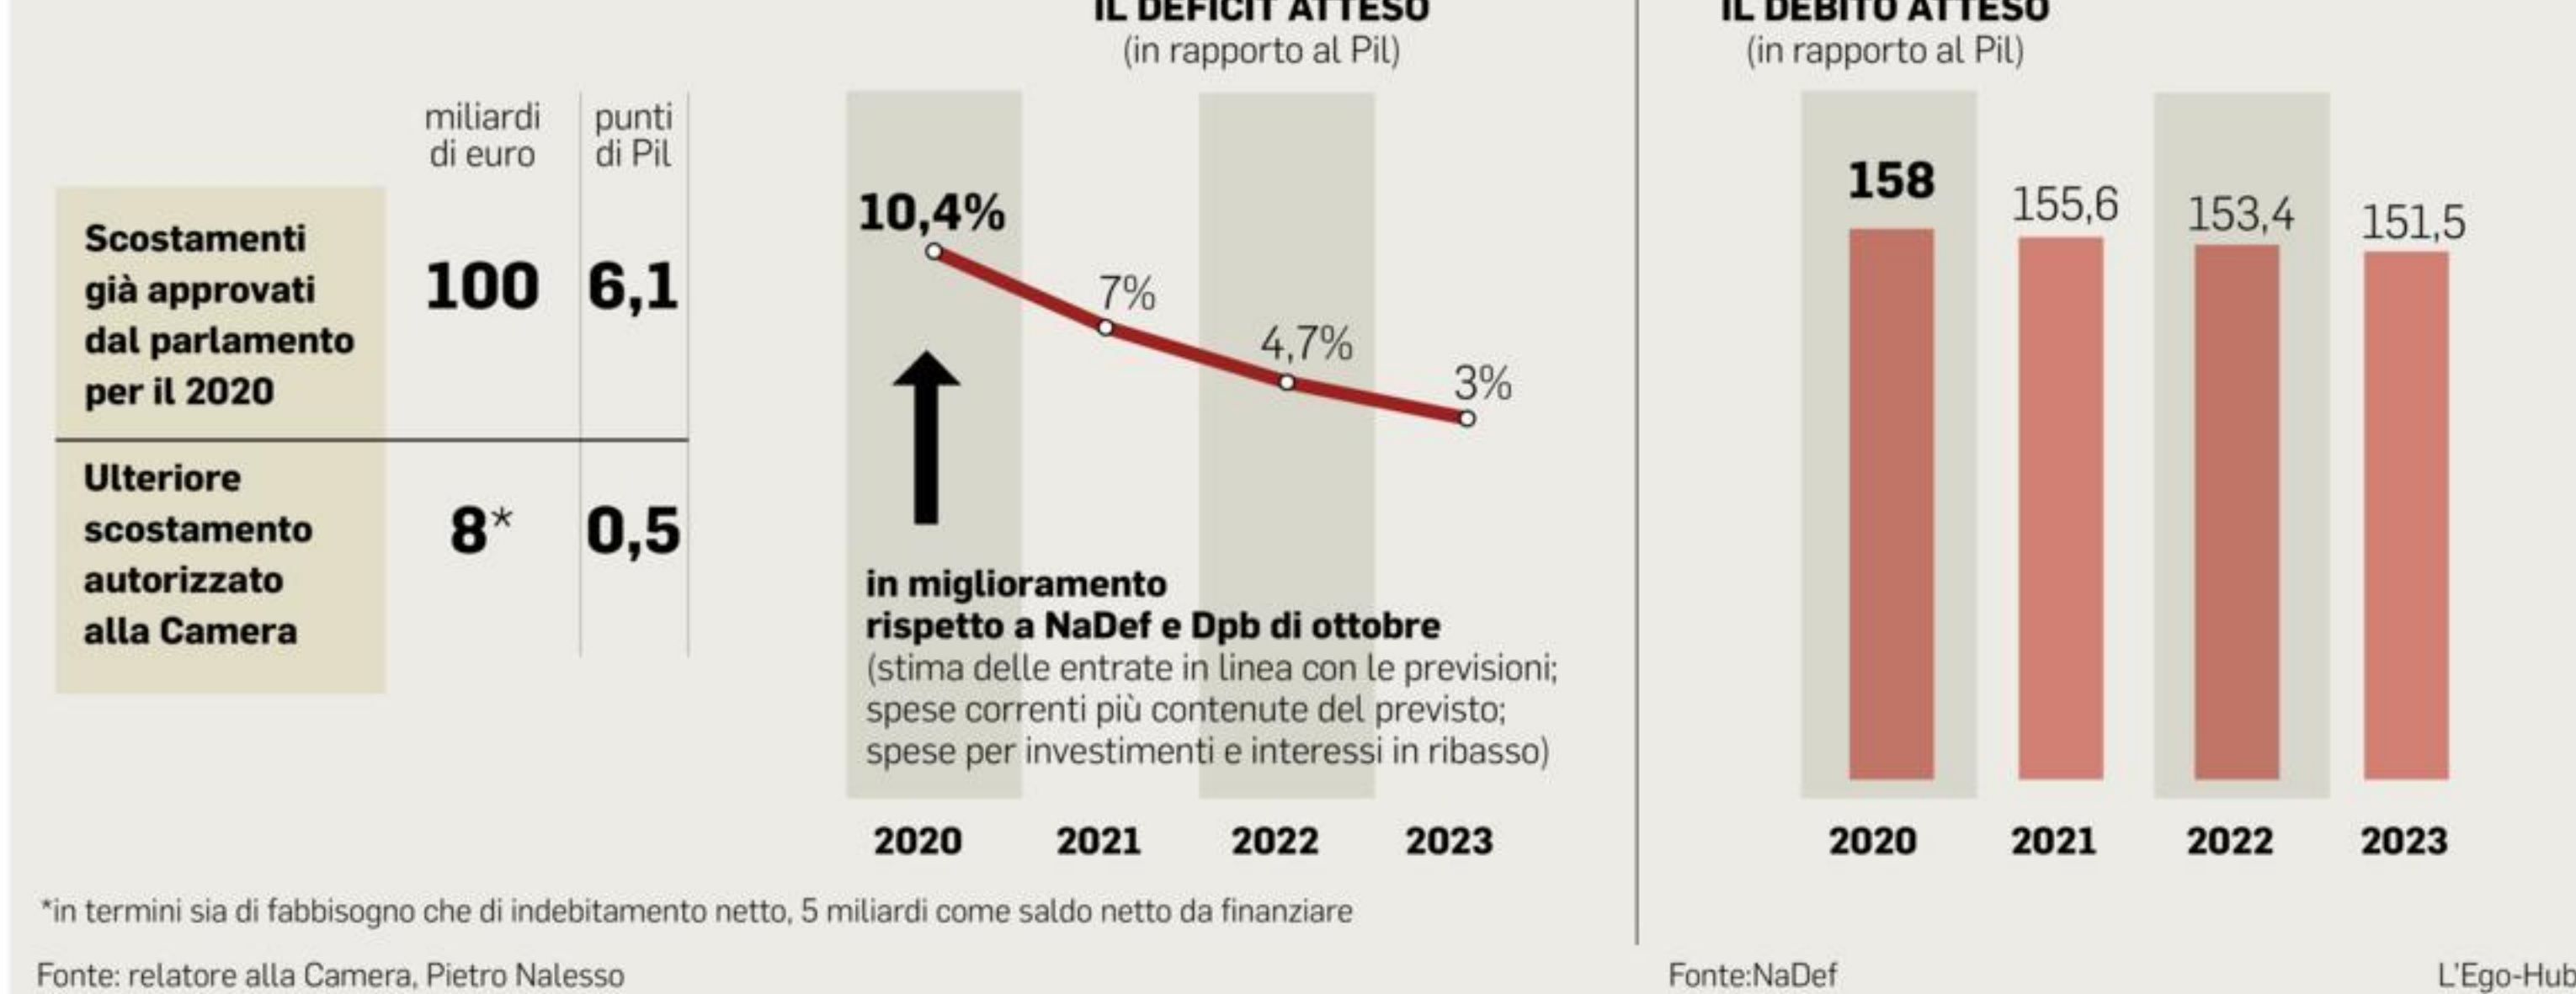 IL DEFICIT ATTESO
(in rapporto al Pil)
IL DEBITO ATTESO
(in rapporto al Pil)
miliardi
di euro
punti
di Pil
Scostamenti
già approvati
dal parlamento
per il 2020
100
6,1
Ulteriore
scostamento
autorizzato
alla Camera
8*
0,5
10,4%
7%
4,7%
3%
in miglioramento
rispetto a NaDef e Dpb di ottobre
(stima delle entrate in linea con le previsioni;
spese correnti più contenute del previsto;
spese per investimenti e interessi in ribasso)
2020
2021
2022
2023
158
155,6
153,4
151,5
2020
2021
2022
2023
*in termini sia di fabbisogno che di indebitamento netto, 5 miliardi come saldo netto da finanziare
Fonte: relatore alla Camera, Pietro Nalesso
Fonte:NaDef
L'Ego-Hub